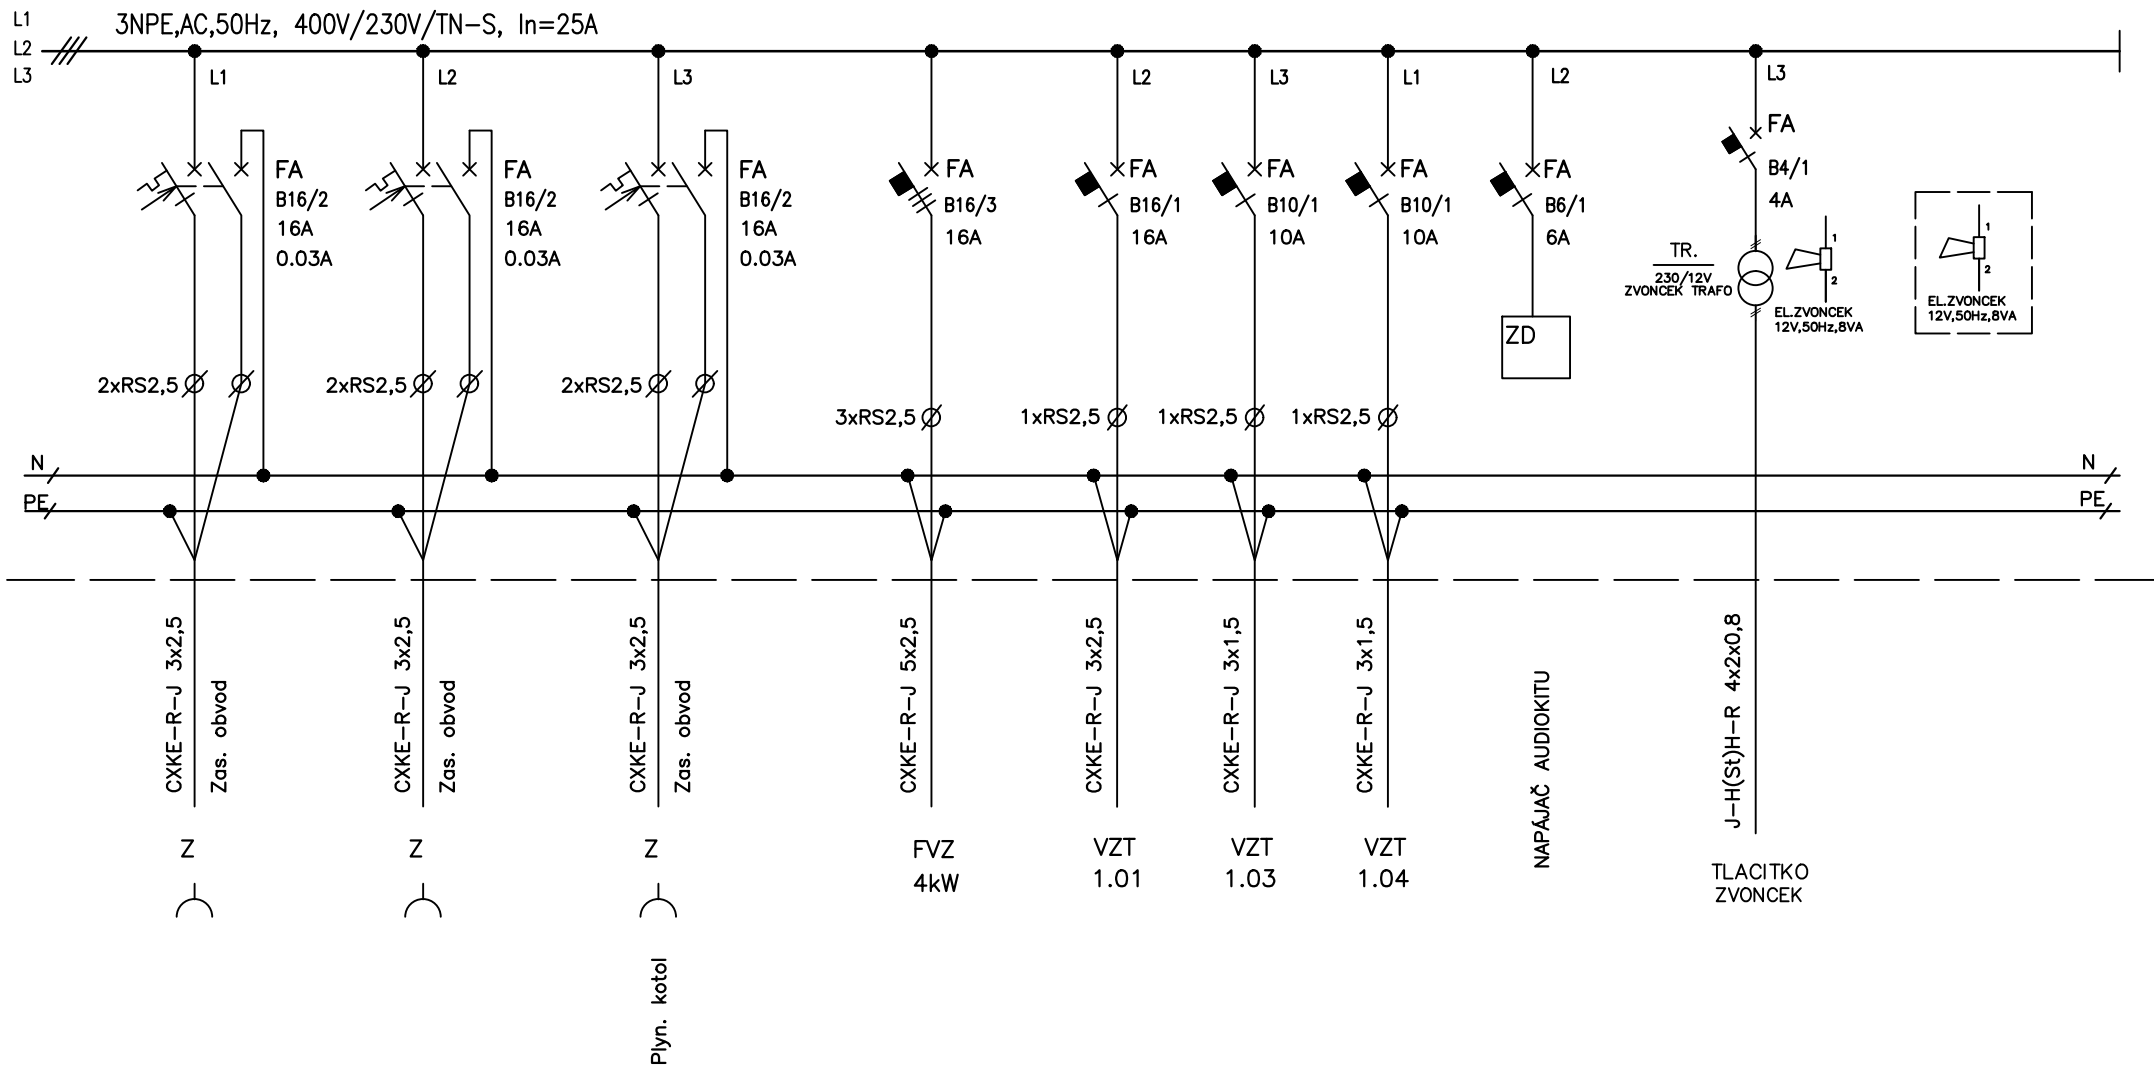 L1
L2
L3
3NPE,AC,50Hz, 400V/230V/TN-S, In=25A
L1
L2
L3
L2
L3
L1
L2
L3
FA
B16/2
16A
0.03A
FA
B16/2
16A
0.03A
FA
B16/2
16A
0.03A
FA
B16/3
16A
FA
B16/1
16A
FA
B10/1
10A
FA
B10/1
10A
FA
B6/1
6A
FA
B4/1
4A
TR.
230/12V
ZVONCEK TRAFO
1
2
EL.ZVONCEK
12V,50Hz,8VA
1
2
EL.ZVONCEK
12V,50Hz,8VA
ZD
2xRS2,5
2xRS2,5
2xRS2,5
3xRS2,5
1xRS2,5
1xRS2,5
1xRS2,5
N
N
PE
PE
CXKE-R-J 3x2,5
Zas. obvod
CXKE-R-J 3x2,5
Zas. obvod
CXKE-R-J 3x2,5
Zas. obvod
CXKE-R-J 5x2,5
CXKE-R-J 3x2,5
CXKE-R-J 3x1,5
CXKE-R-J 3x1,5
NAPÁJAČ AUDIOKITU
J-H(St)H-R 4x2x0,8
Z
Z
Z
FVZ
4kW
VZT
1.01
VZT
1.03
VZT
1.04
TLACITKO
ZVONCEK
Plyn. kotol